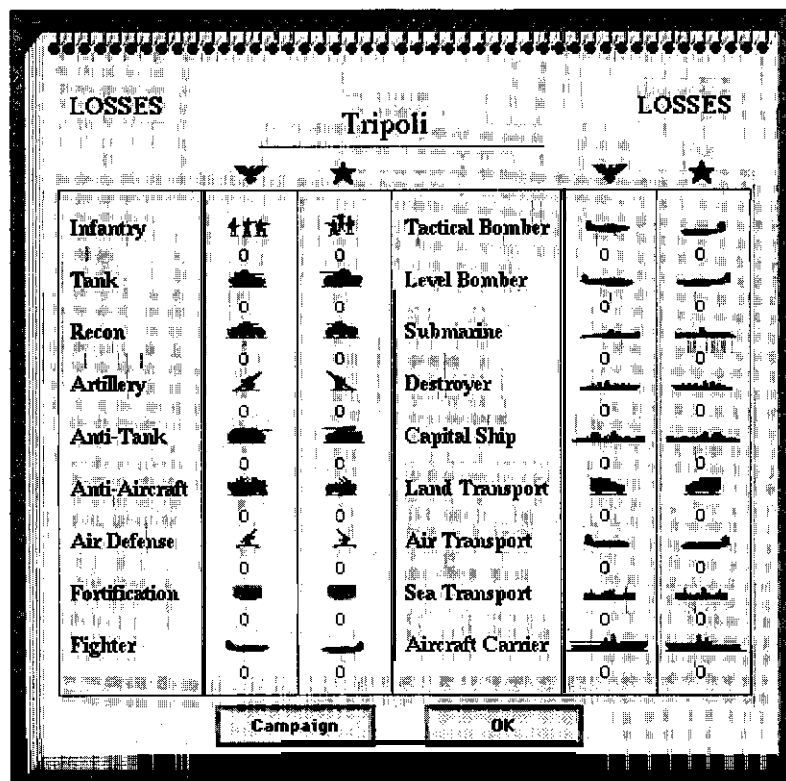 LOSSES LOSSES
Tripoli
Infantry Tactical Bomber
0 0 0 0
Tank Level Bomber
0 0 0 0
Recon Submarine
0 0 0 0
Artillery Destroyer
0 0 0 0
Anti-Tank Capital Ship
0 0 0 0
Anti-Aircraft Land Transport
0 0 0 0
Air Defense Air Transport
0 0 0 0
Fortification Sea Transport
0 0 0 0
Fighter Aircraft Carrier
0 0 0 0
Campaign OK